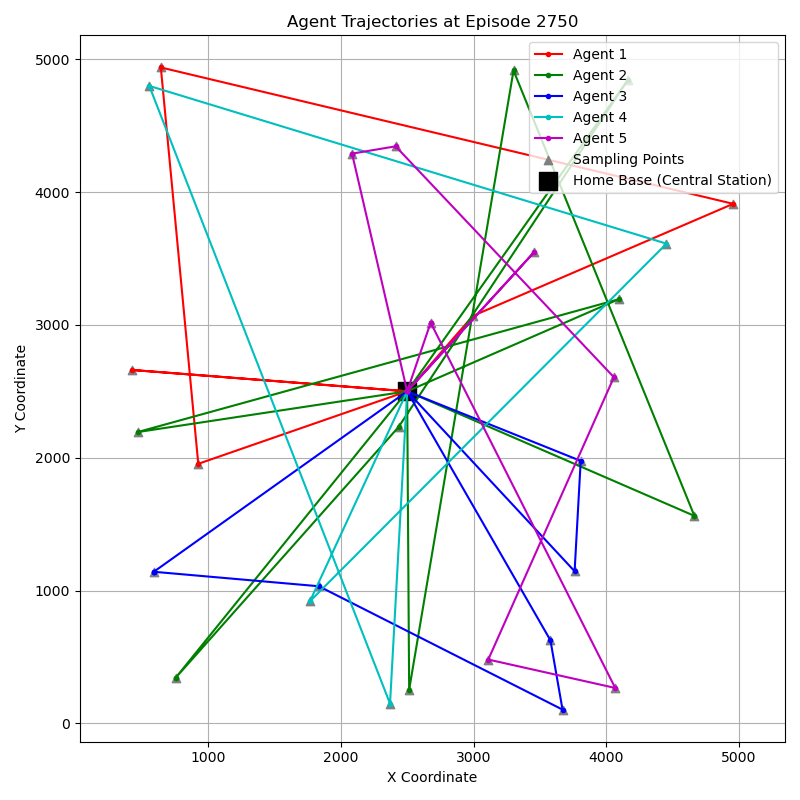 Agent Trajectories at Episode 2750
Agent 1
Agent 2
Agent 3
Agent 4
Agent 5
Sampling Points
Home Base (Central Station)
Y Coordinate
5000
4000
3000
2000
1000
0
1000 2000 3000 4000 5000
X Coordinate